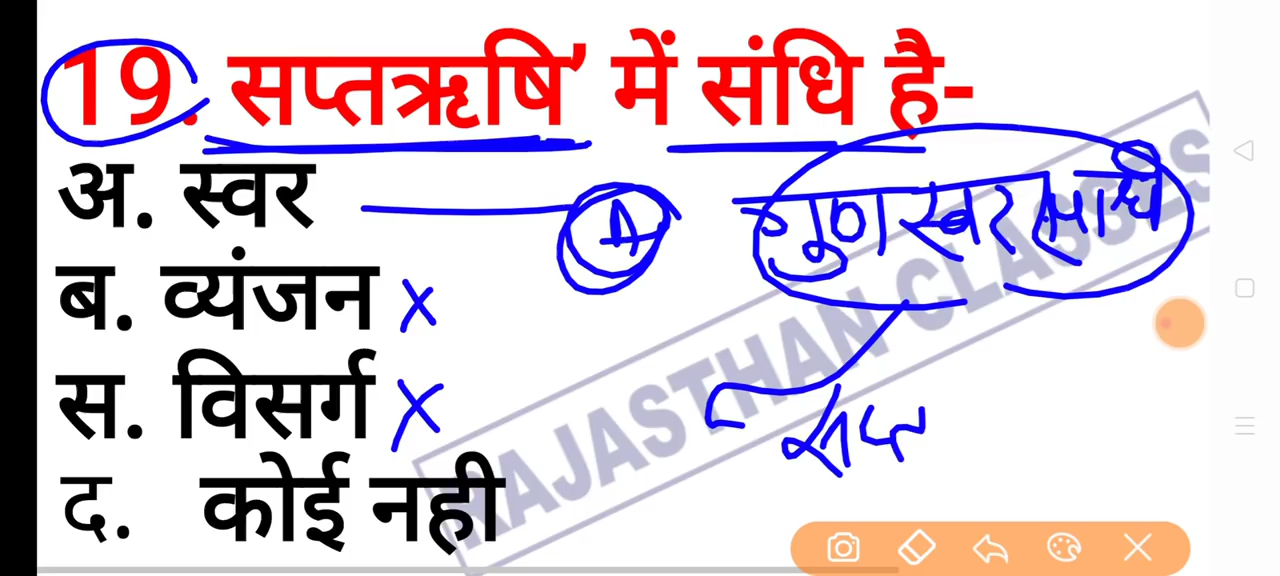 19. सप्तऋषि' में संधि है-
अ. स्वर
A
गुण स्वर संधि
ब. व्यंजन x
स. विसर्ग x
द. कोई नही
RAJASTHAN CLASSES